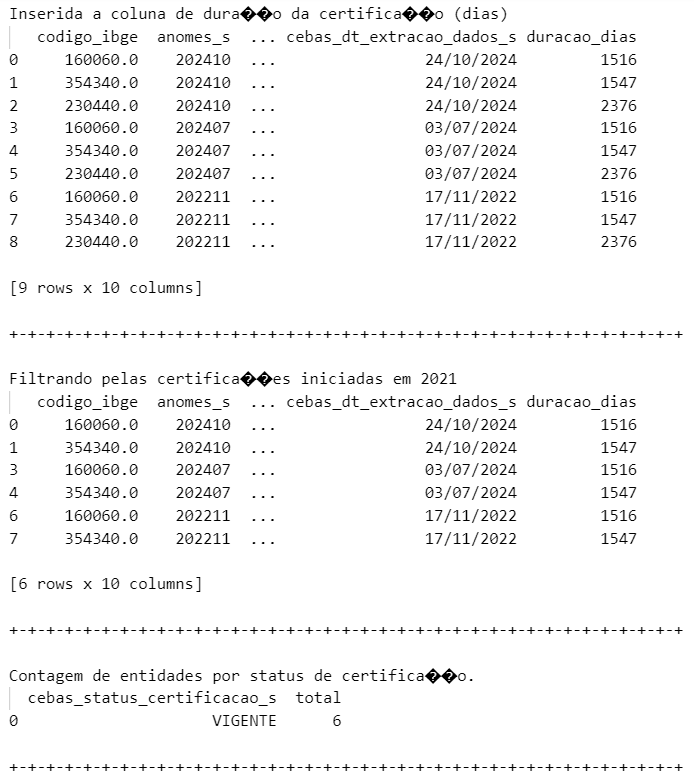 Inserida a coluna de dura��o da certifica��o (dias)
codigo_ibge anomes_s ... cebas_dt_extracao_dados_s duracao_dias
0 160060.0 202410 ... 24/10/2024 1516
1 354340.0 202410 ... 24/10/2024 1547
2 230440.0 202410 ... 24/10/2024 2376
3 160060.0 202407 ... 03/07/2024 1516
4 354340.0 202407 ... 03/07/2024 1547
5 230440.0 202407 ... 03/07/2024 2376
6 160060.0 202211 ... 17/11/2022 1516
7 354340.0 202211 ... 17/11/2022 1547
8 230440.0 202211 ... 17/11/2022 2376
[9 rows x 10 columns]
+-+-+-+-+-+-+-+-+-+-+-+-+-+-+-+-+-+-+-+-+-+-+-+-+-+-+-+-+-+-+-+-+-+-+-+-+
Filtrando pelas certifica��es iniciadas em 2021
codigo_ibge anomes_s ... cebas_dt_extracao_dados_s duracao_dias
0 160060.0 202410 ... 24/10/2024 1516
1 354340.0 202410 ... 24/10/2024 1547
3 160060.0 202407 ... 03/07/2024 1516
4 354340.0 202407 ... 03/07/2024 1547
6 160060.0 202211 ... 17/11/2022 1516
7 354340.0 202211 ... 17/11/2022 1547
[6 rows x 10 columns]
+-+-+-+-+-+-+-+-+-+-+-+-+-+-+-+-+-+-+-+-+-+-+-+-+-+-+-+-+-+-+-+-+-+-+-+-+
Contagem de entidades por status de certifica��o.
cebas_status_certificacao_s total
0 VIGENTE 6
+-+-+-+-+-+-+-+-+-+-+-+-+-+-+-+-+-+-+-+-+-+-+-+-+-+-+-+-+-+-+-+-+-+-+-+-+